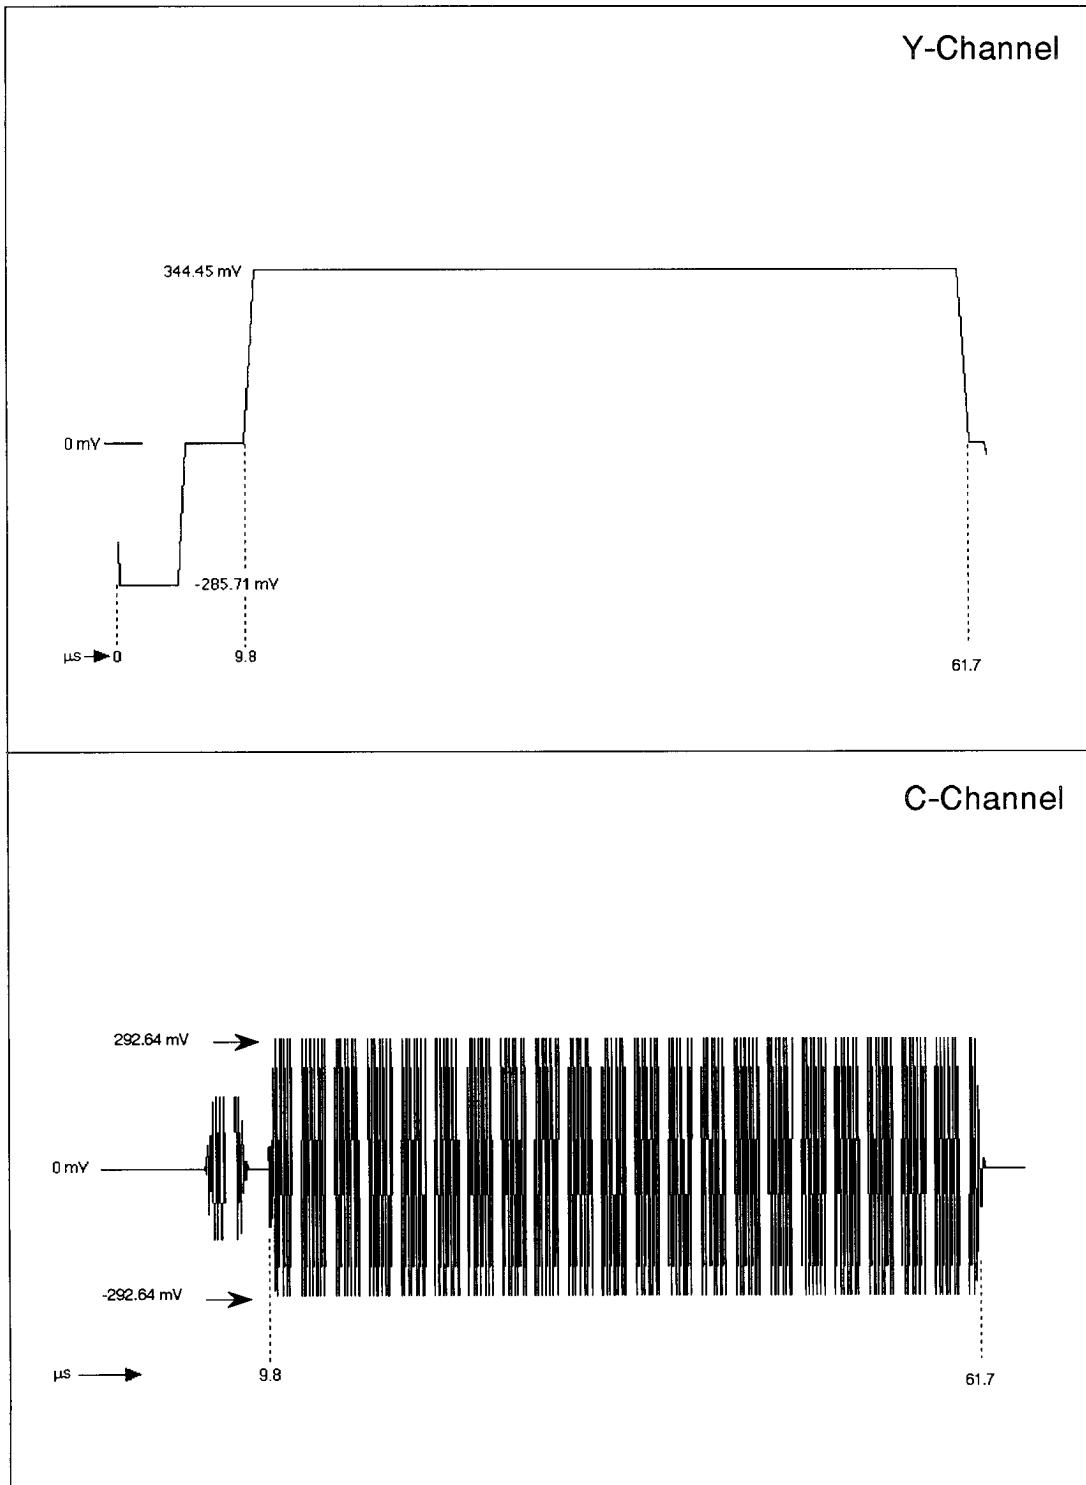 Y-Channel
344.45 mV
0 mV
-285.71 mV
µs 0 9.8 61.7
C-Channel
292.64 mV
0 mV
-292.64 mV
µs 9.8 61.7